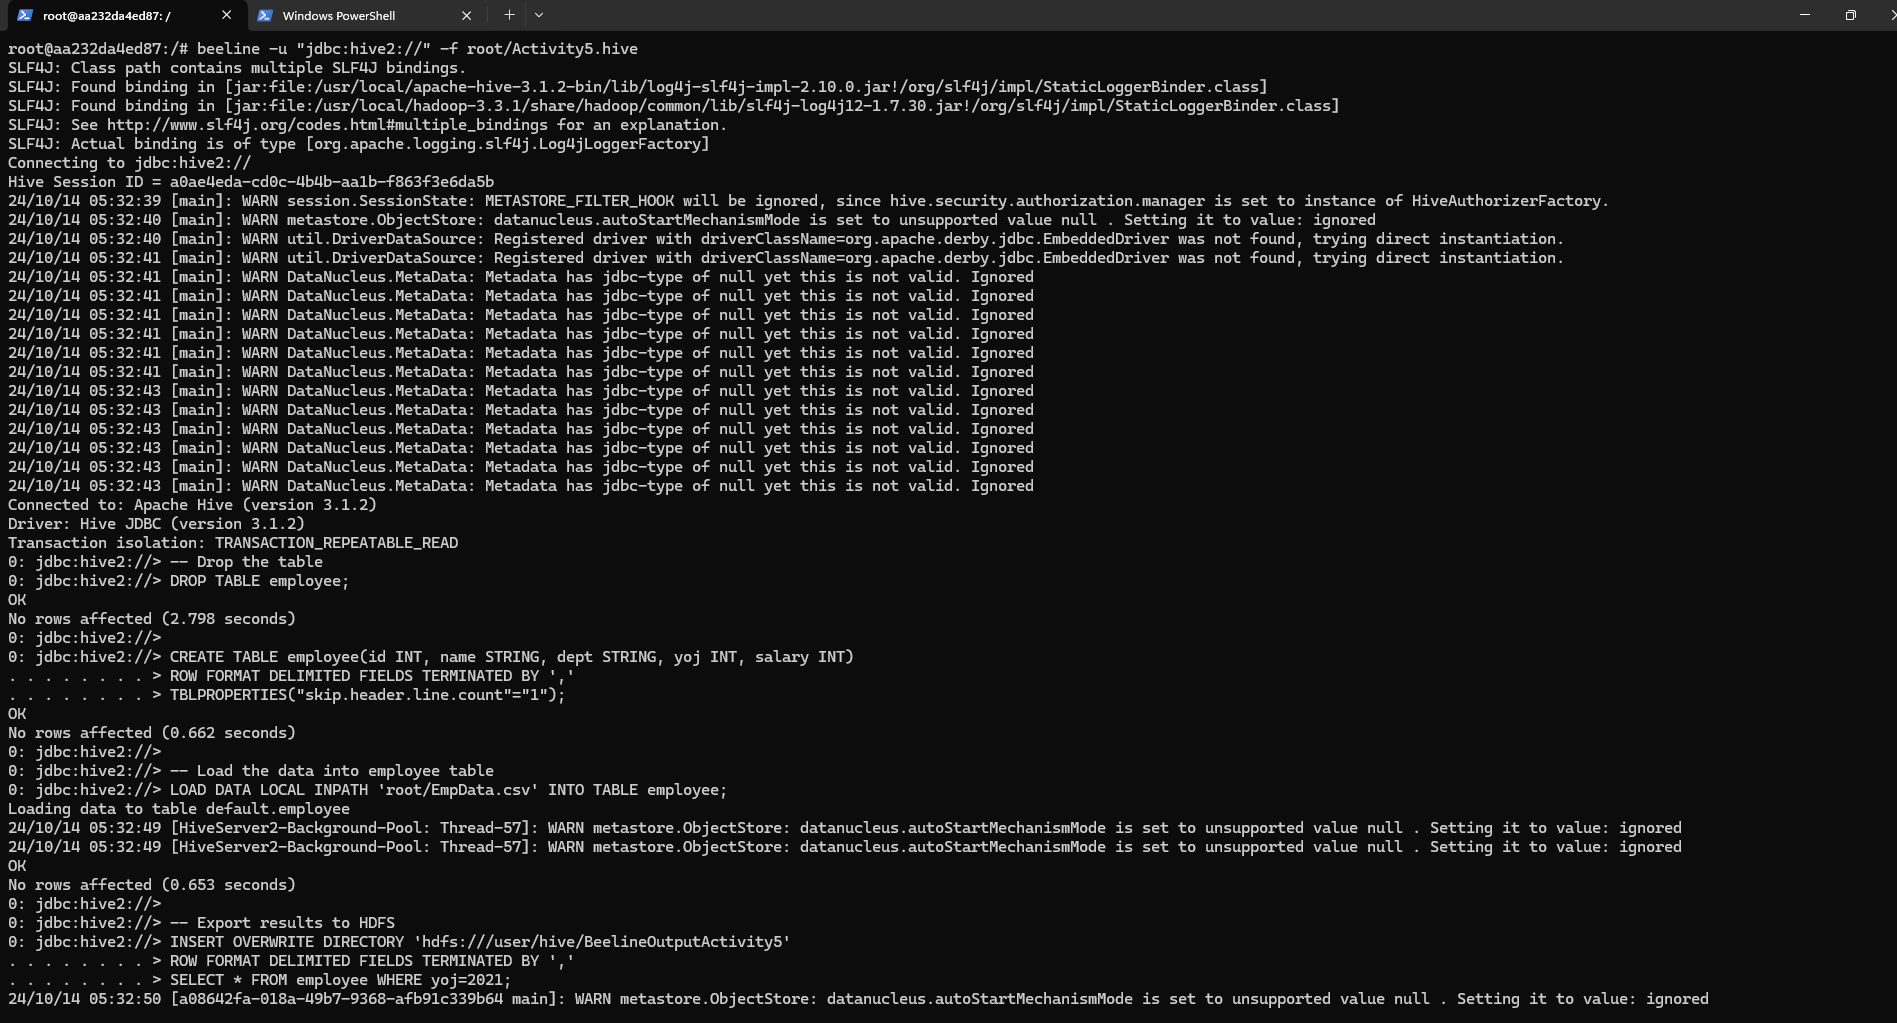 root@aa232da4ed87: /
Windows PowerShell
root@aa232da4ed87:/# beeline -u "jdbc:hive2://" -f root/Activity5.hive
SLF4J: Class path contains multiple SLF4J bindings.
SLF4J: Found binding in [jar:file:/usr/local/apache-hive-3.1.2-bin/lib/log4j-slf4j-impl-2.10.0.jar!/org/slf4j/impl/StaticLoggerBinder.class]
SLF4J: Found binding in [jar:file:/usr/local/hadoop-3.3.1/share/hadoop/common/lib/slf4j-log4j12-1.7.30.jar!/org/slf4j/impl/StaticLoggerBinder.class]
SLF4J: See http://www.slf4j.org/codes.html#multiple_bindings for an explanation.
SLF4J: Actual binding is of type [org.apache.logging.slf4j.Log4jLoggerFactory]
Connecting to jdbc:hive2://
Hive Session ID = a0ae4eda-cd0c-4b4b-aa1b-f863f3e6da5b
24/10/14 05:32:39 [main]: WARN session.SessionState: METASTORE_FILTER_HOOK will be ignored, since hive.security.authorization.manager is set to instance of HiveAuthorizerFactory.
24/10/14 05:32:40 [main]: WARN metastore.ObjectStore: datanucleus.autoStartMechanismMode is set to unsupported value null . Setting it to value: ignored
24/10/14 05:32:40 [main]: WARN util.DriverDataSource: Registered driver with driverClassName=org.apache.derby.jdbc.EmbeddedDriver was not found, trying direct instantiation.
24/10/14 05:32:41 [main]: WARN util.DriverDataSource: Registered driver with driverClassName=org.apache.derby.jdbc.EmbeddedDriver was not found, trying direct instantiation.
24/10/14 05:32:41 [main]: WARN DataNucleus.MetaData: Metadata has jdbc-type of null yet this is not valid. Ignored
24/10/14 05:32:41 [main]: WARN DataNucleus.MetaData: Metadata has jdbc-type of null yet this is not valid. Ignored
24/10/14 05:32:41 [main]: WARN DataNucleus.MetaData: Metadata has jdbc-type of null yet this is not valid. Ignored
24/10/14 05:32:41 [main]: WARN DataNucleus.MetaData: Metadata has jdbc-type of null yet this is not valid. Ignored
24/10/14 05:32:41 [main]: WARN DataNucleus.MetaData: Metadata has jdbc-type of null yet this is not valid. Ignored
24/10/14 05:32:41 [main]: WARN DataNucleus.MetaData: Metadata has jdbc-type of null yet this is not valid. Ignored
24/10/14 05:32:43 [main]: WARN DataNucleus.MetaData: Metadata has jdbc-type of null yet this is not valid. Ignored
24/10/14 05:32:43 [main]: WARN DataNucleus.MetaData: Metadata has jdbc-type of null yet this is not valid. Ignored
24/10/14 05:32:43 [main]: WARN DataNucleus.MetaData: Metadata has jdbc-type of null yet this is not valid. Ignored
24/10/14 05:32:43 [main]: WARN DataNucleus.MetaData: Metadata has jdbc-type of null yet this is not valid. Ignored
24/10/14 05:32:43 [main]: WARN DataNucleus.MetaData: Metadata has jdbc-type of null yet this is not valid. Ignored
24/10/14 05:32:43 [main]: WARN DataNucleus.MetaData: Metadata has jdbc-type of null yet this is not valid. Ignored
Connected to: Apache Hive (version 3.1.2)
Driver: Hive JDBC (version 3.1.2)
Transaction isolation: TRANSACTION_REPEATABLE_READ
0: jdbc:hive2://> -- Drop the table
0: jdbc:hive2://> DROP TABLE employee;
OK
No rows affected (2.798 seconds)
0: jdbc:hive2://>
0: jdbc:hive2://> CREATE TABLE employee(id INT, name STRING, dept STRING, yoj INT, salary INT)
. . . . . . . . > ROW FORMAT DELIMITED FIELDS TERMINATED BY ','
. . . . . . . . > TBLPROPERTIES("skip.header.line.count"="1");
OK
No rows affected (0.662 seconds)
0: jdbc:hive2://>
0: jdbc:hive2://> -- Load the data into employee table
0: jdbc:hive2://> LOAD DATA LOCAL INPATH 'root/EmpData.csv' INTO TABLE employee;
Loading data to table default.employee
24/10/14 05:32:49 [HiveServer2-Background-Pool: Thread-57]: WARN metastore.ObjectStore: datanucleus.autoStartMechanismMode is set to unsupported value null . Setting it to value: ignored
24/10/14 05:32:49 [HiveServer2-Background-Pool: Thread-57]: WARN metastore.ObjectStore: datanucleus.autoStartMechanismMode is set to unsupported value null . Setting it to value: ignored
OK
No rows affected (0.653 seconds)
0: jdbc:hive2://>
0: jdbc:hive2://> -- Export results to HDFS
0: jdbc:hive2://> INSERT OVERWRITE DIRECTORY 'hdfs:///user/hive/BeelineOutputActivity5'
. . . . . . . . > ROW FORMAT DELIMITED FIELDS TERMINATED BY ','
. . . . . . . . > SELECT * FROM employee WHERE yoj=2021;
24/10/14 05:32:50 [a08642fa-018a-49b7-9368-afb91c339b64 main]: WARN metastore.ObjectStore: datanucleus.autoStartMechanismMode is set to unsupported value null . Setting it to value: ignored